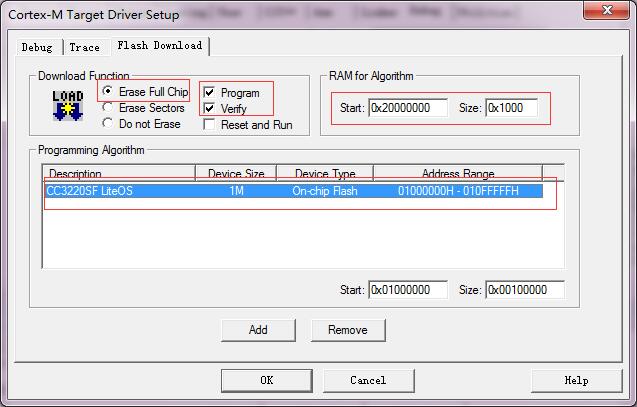 Cortex-M Target Driver Setup
Debug Trace Flash Download
Download Function
LOAD
Erase Full Chip
Erase Sectors
Do not Erase
Program
Verify
Reset and Run
RAM for Algorithm
Start: 0x20000000 Size: 0x1000
Programming Algorithm
Description Device Size Device Type Address Range
CC3220SF LiteOS 1M On-chip Flash 01000000H - 010FFFFFH
Start: 0x01000000 Size: 0x00100000
Add Remove
OK Cancel Help